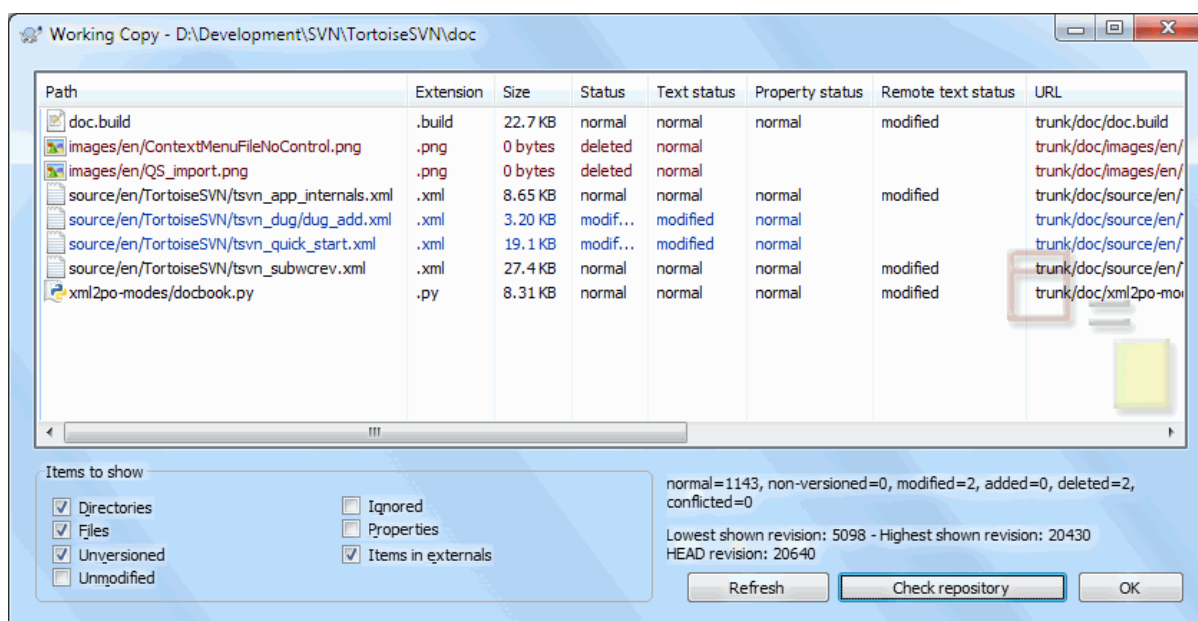 Working Copy - D:\Development\SVN\TortoiseSVN\doc
Path Extension Size Status Text status Property status Remote text status URL
doc.build .build 22.7 KB normal normal normal modified trunk/doc/doc.build
images/en/ContextMenuFileNoControl.png .png 0 bytes deleted normal trunk/doc/images/en/
images/en/QS_import.png .png 0 bytes deleted normal trunk/doc/images/en/
source/en/TortoiseSVN/tsvn_app_internals.xml .xml 8.65 KB normal normal normal modified trunk/doc/source/en/
source/en/TortoiseSVN/tsvn_dug/dug_add.xml .xml 3.20 KB modif... modified normal trunk/doc/source/en/
source/en/TortoiseSVN/tsvn_quick_start.xml .xml 19.1 KB modif... modified normal trunk/doc/source/en/
source/en/TortoiseSVN/tsvn_subwcrev.xml .xml 27.4 KB normal normal normal modified trunk/doc/source/en/
xml2po-modes/docbook.py .py 8.31 KB normal normal normal modified trunk/doc/xml2po-mo
Items to show
Directories Ignored
Files Properties
Unversioned Items in externals
Unmodified
normal=1143, non-versioned=0, modified=2, added=0, deleted=2,
conflicted=0
Lowest shown revision: 5098 - Highest shown revision: 20430
HEAD revision: 20640
Refresh Check repository OK